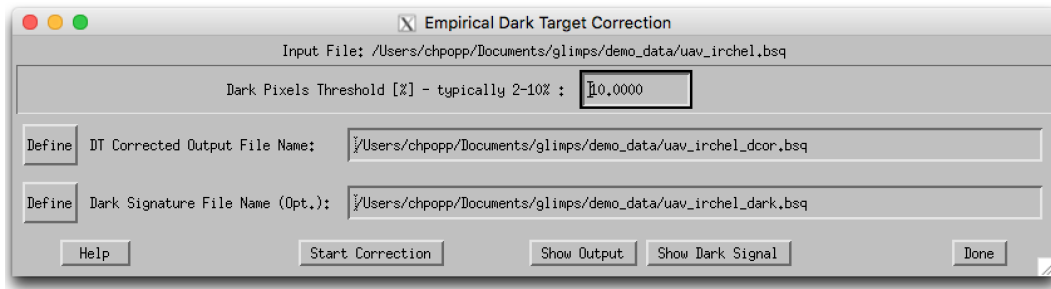 Empirical Dark Target Correction
Input File: /Users/chpopp/Documents/glimps/demo_data/uav_irchel.bsq
Dark Pixels Threshold [%] - typically 2-10% : 10.0000
Define DT Corrected Output File Name: /Users/chpopp/Documents/glimps/demo_data/uav_irchel_dcor.bsq
Define Dark Signature File Name (Opt.): /Users/chpopp/Documents/glimps/demo_data/uav_irchel_dark.bsq
Help Start Correction Show Output Show Dark Signal Done